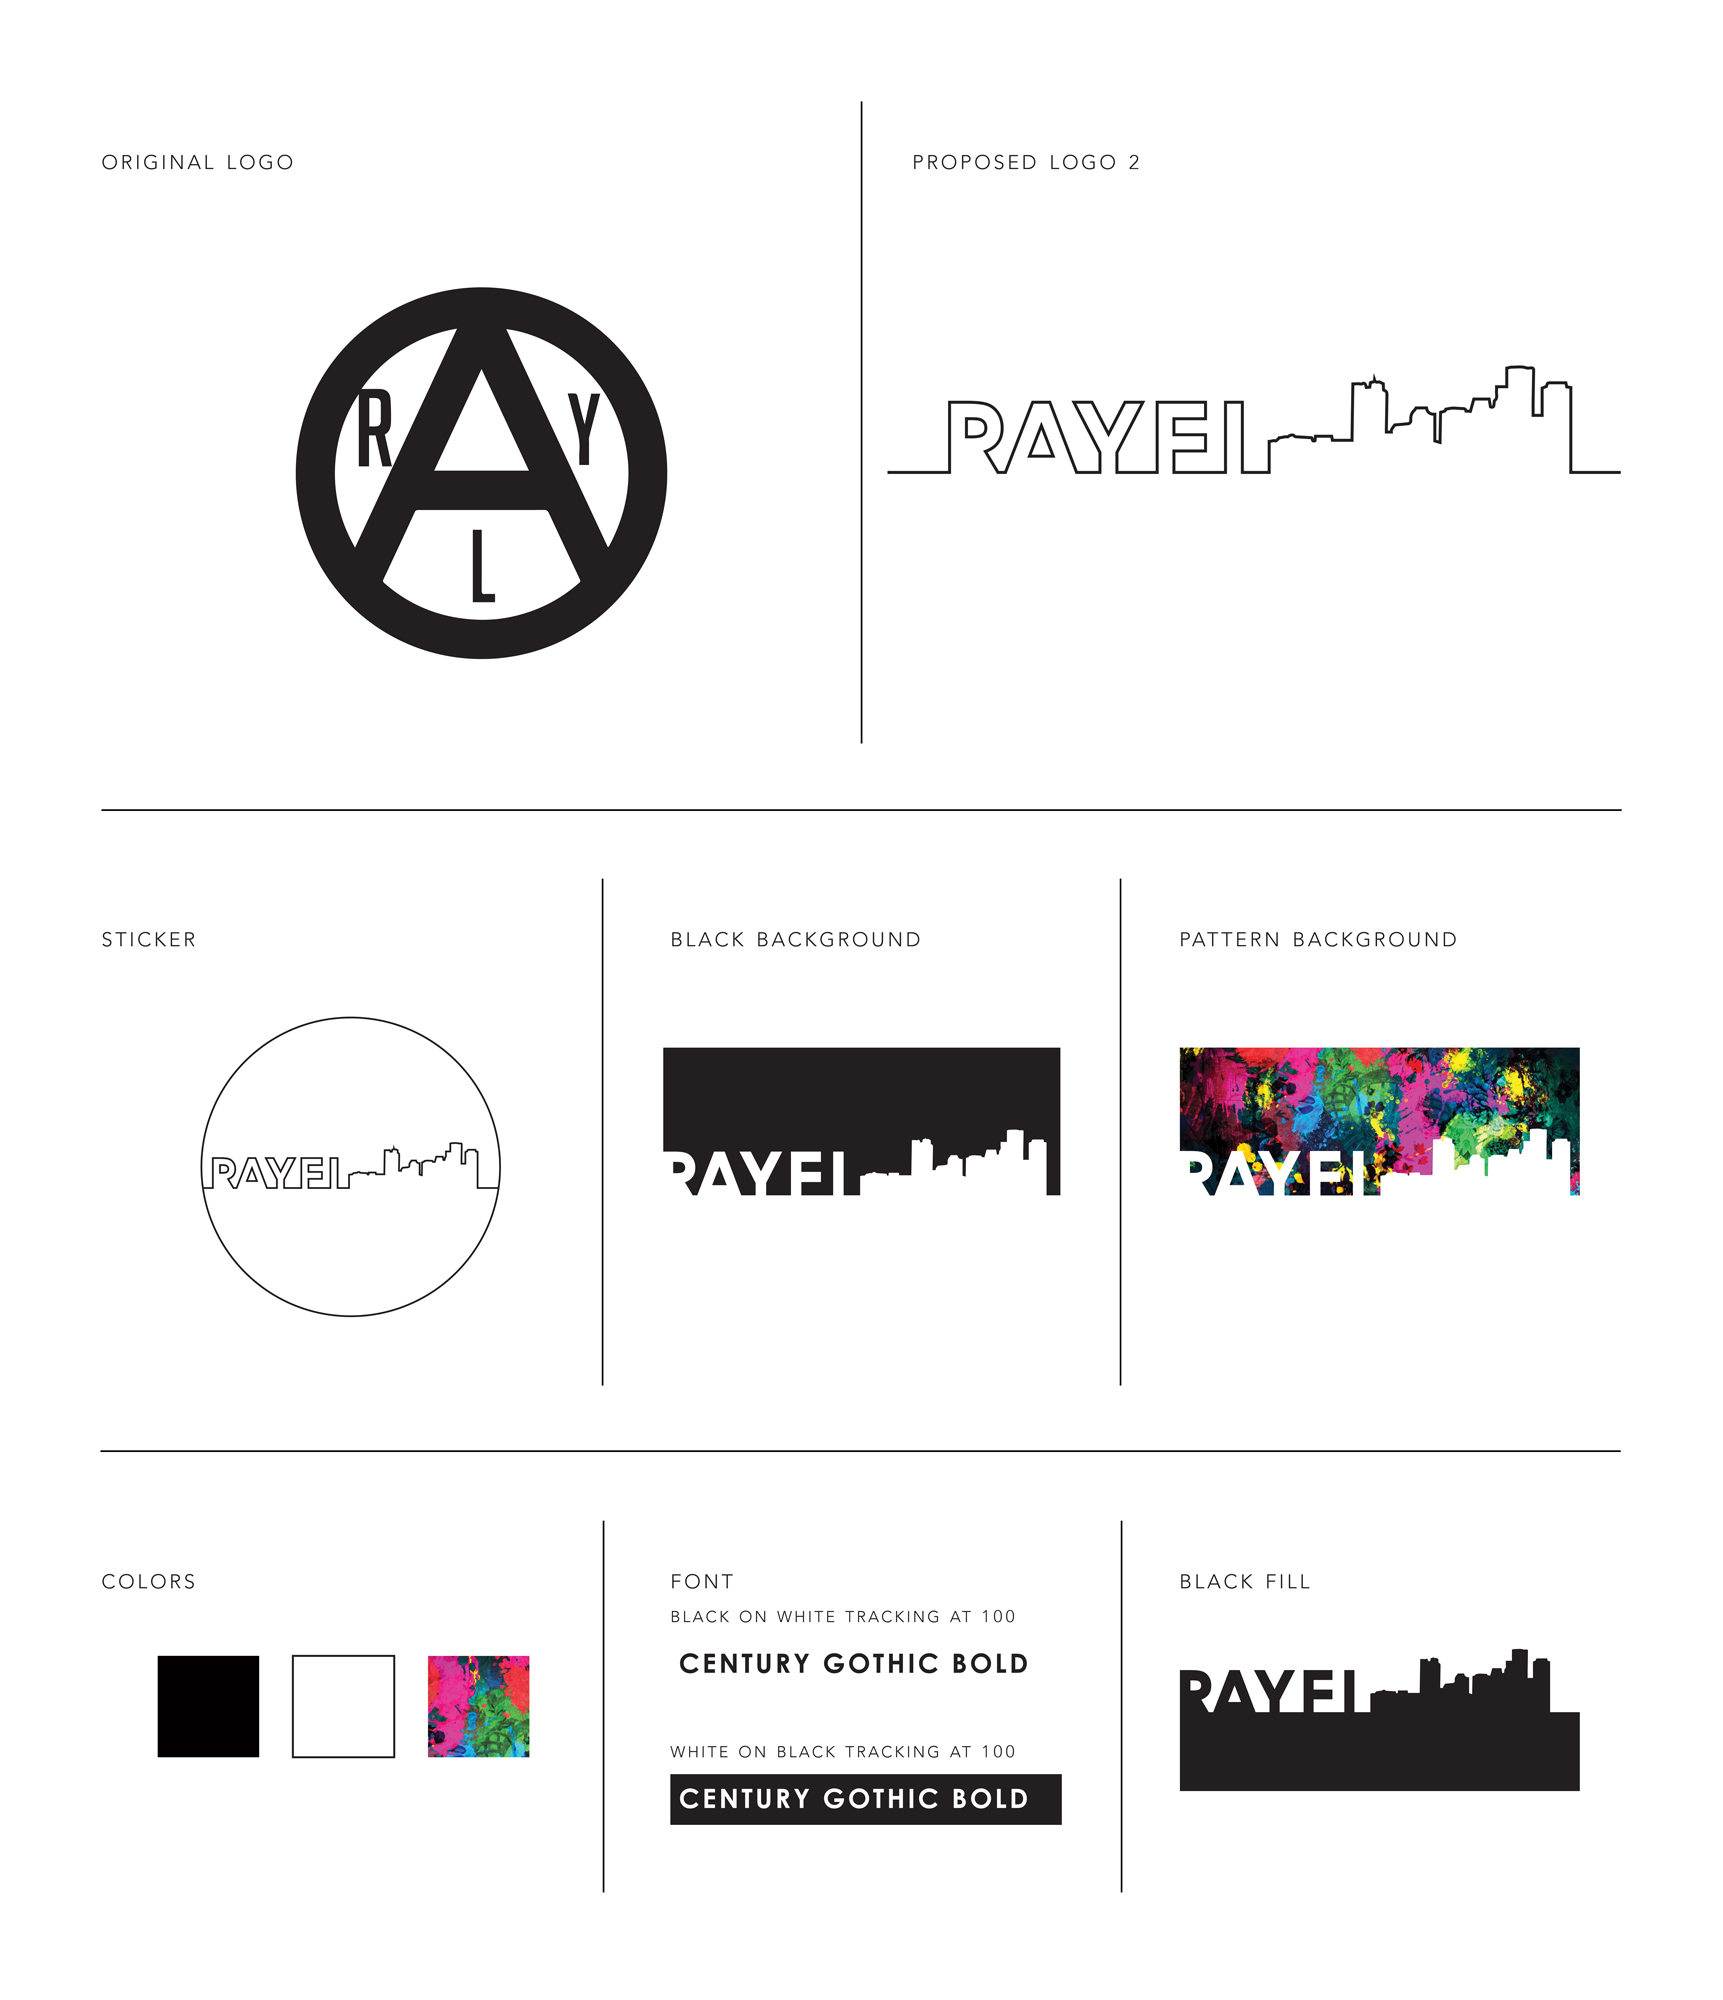 ORIGINAL LOGO
R A Y
L
PROPOSED LOGO 2
RAYEL
STICKER
RAYEL
BLACK BACKGROUND
RAYEL
PATTERN BACKGROUND
RAYEL
COLORS
FONT
BLACK ON WHITE TRACKING AT 100
CENTURY GOTHIC BOLD
WHITE ON BLACK TRACKING AT 100
CENTURY GOTHIC BOLD
BLACK FILL
RAYEL